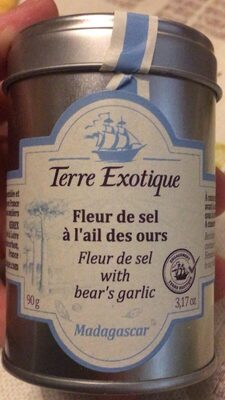 Terre Exotique
Fleur de sel
à l'ail des ours
Fleur de sel
with
bear's garlic
90g
3,17 oz
Madagascar